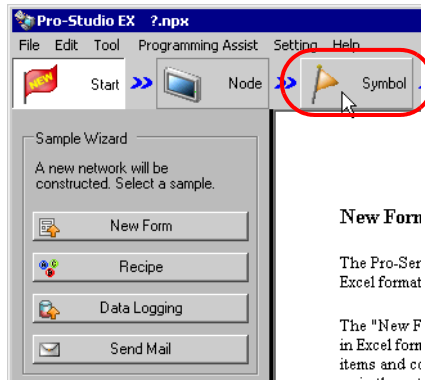 Pro-Studio EX ?.npx
File Edit Tool Programming Assist Setting Help
NEW Start Node Symbol
Sample Wizard
A new network will be
constructed. Select a sample.
New Form
Recipe
Data Logging
Send Mail
New Form
The Pro-Ser
Excel format
The "New F
in Excel form
items and co